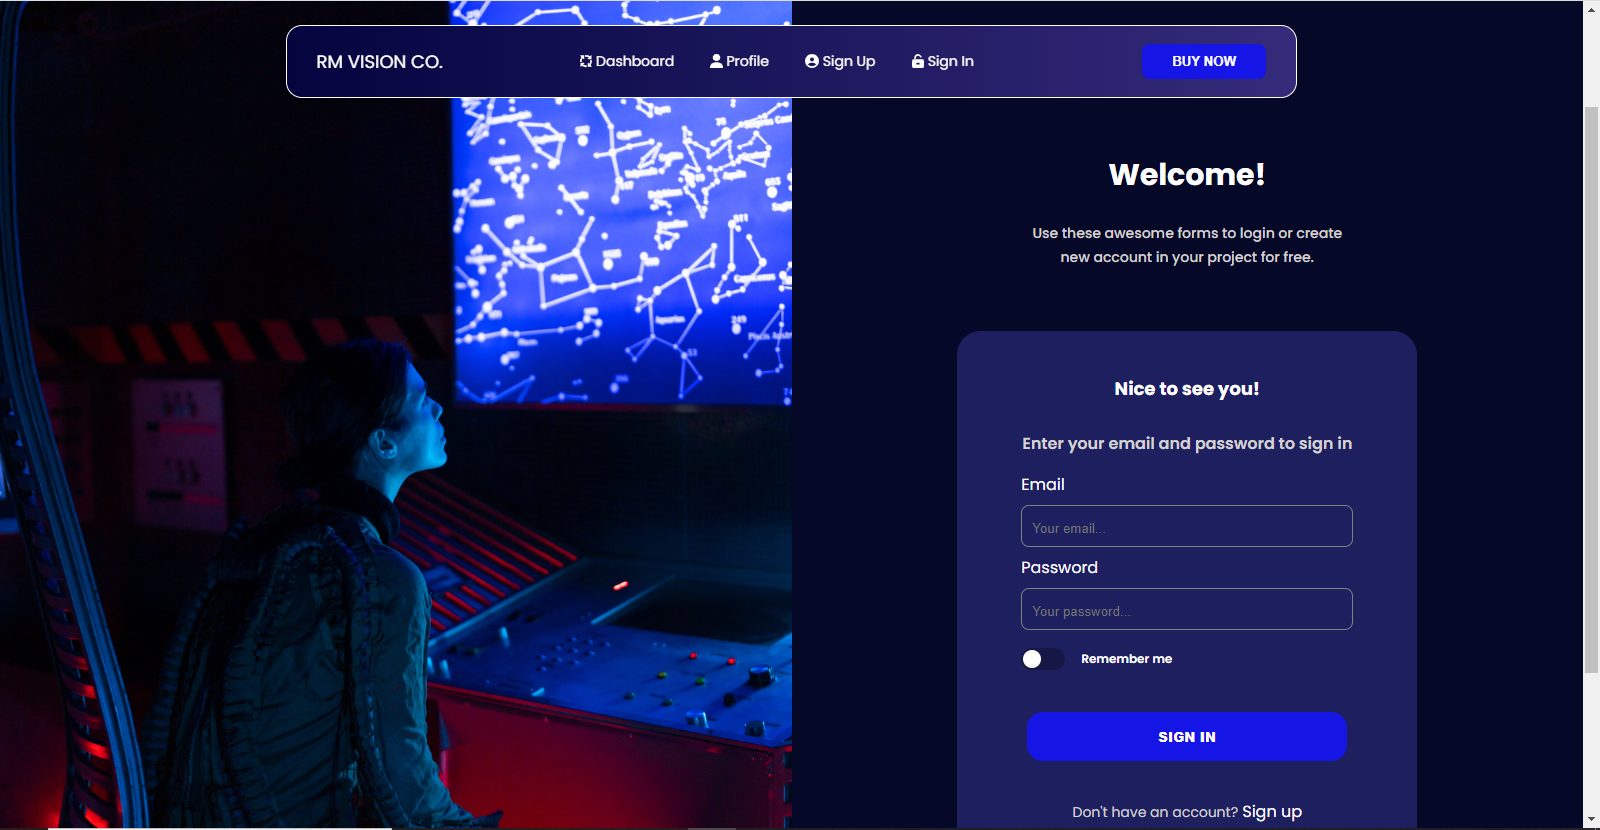 RM VISION CO.
Dashboard
Profile
Sign Up
Sign In
BUY NOW
Welcome!
Use these awesome forms to login or create
new account in your project for free.
Nice to see you!
Enter your email and password to sign in
Email
Your email...
Password
Your password...
Remember me
SIGN IN
Don't have an account? Sign up